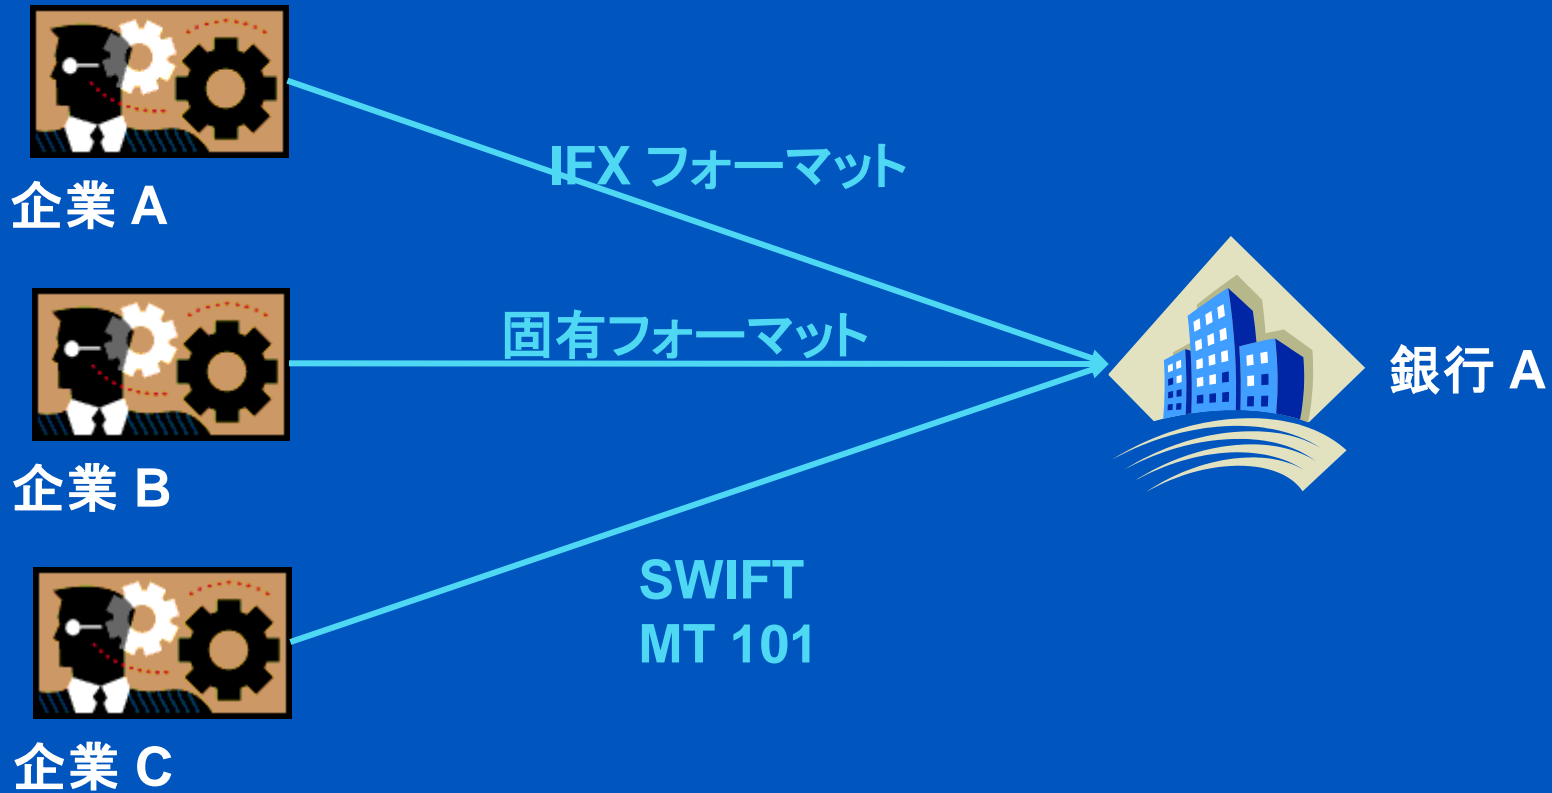 IFX フォーマット
企業 A
固有フォーマット
銀行 A
企業 B
SWIFT
MT 101
企業 C